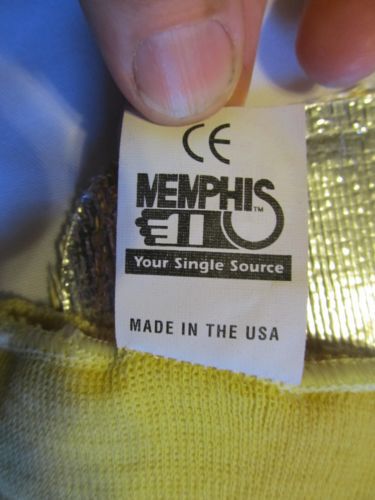 CE
MEMPHIS
TM
Your Single Source
MADE IN THE USA